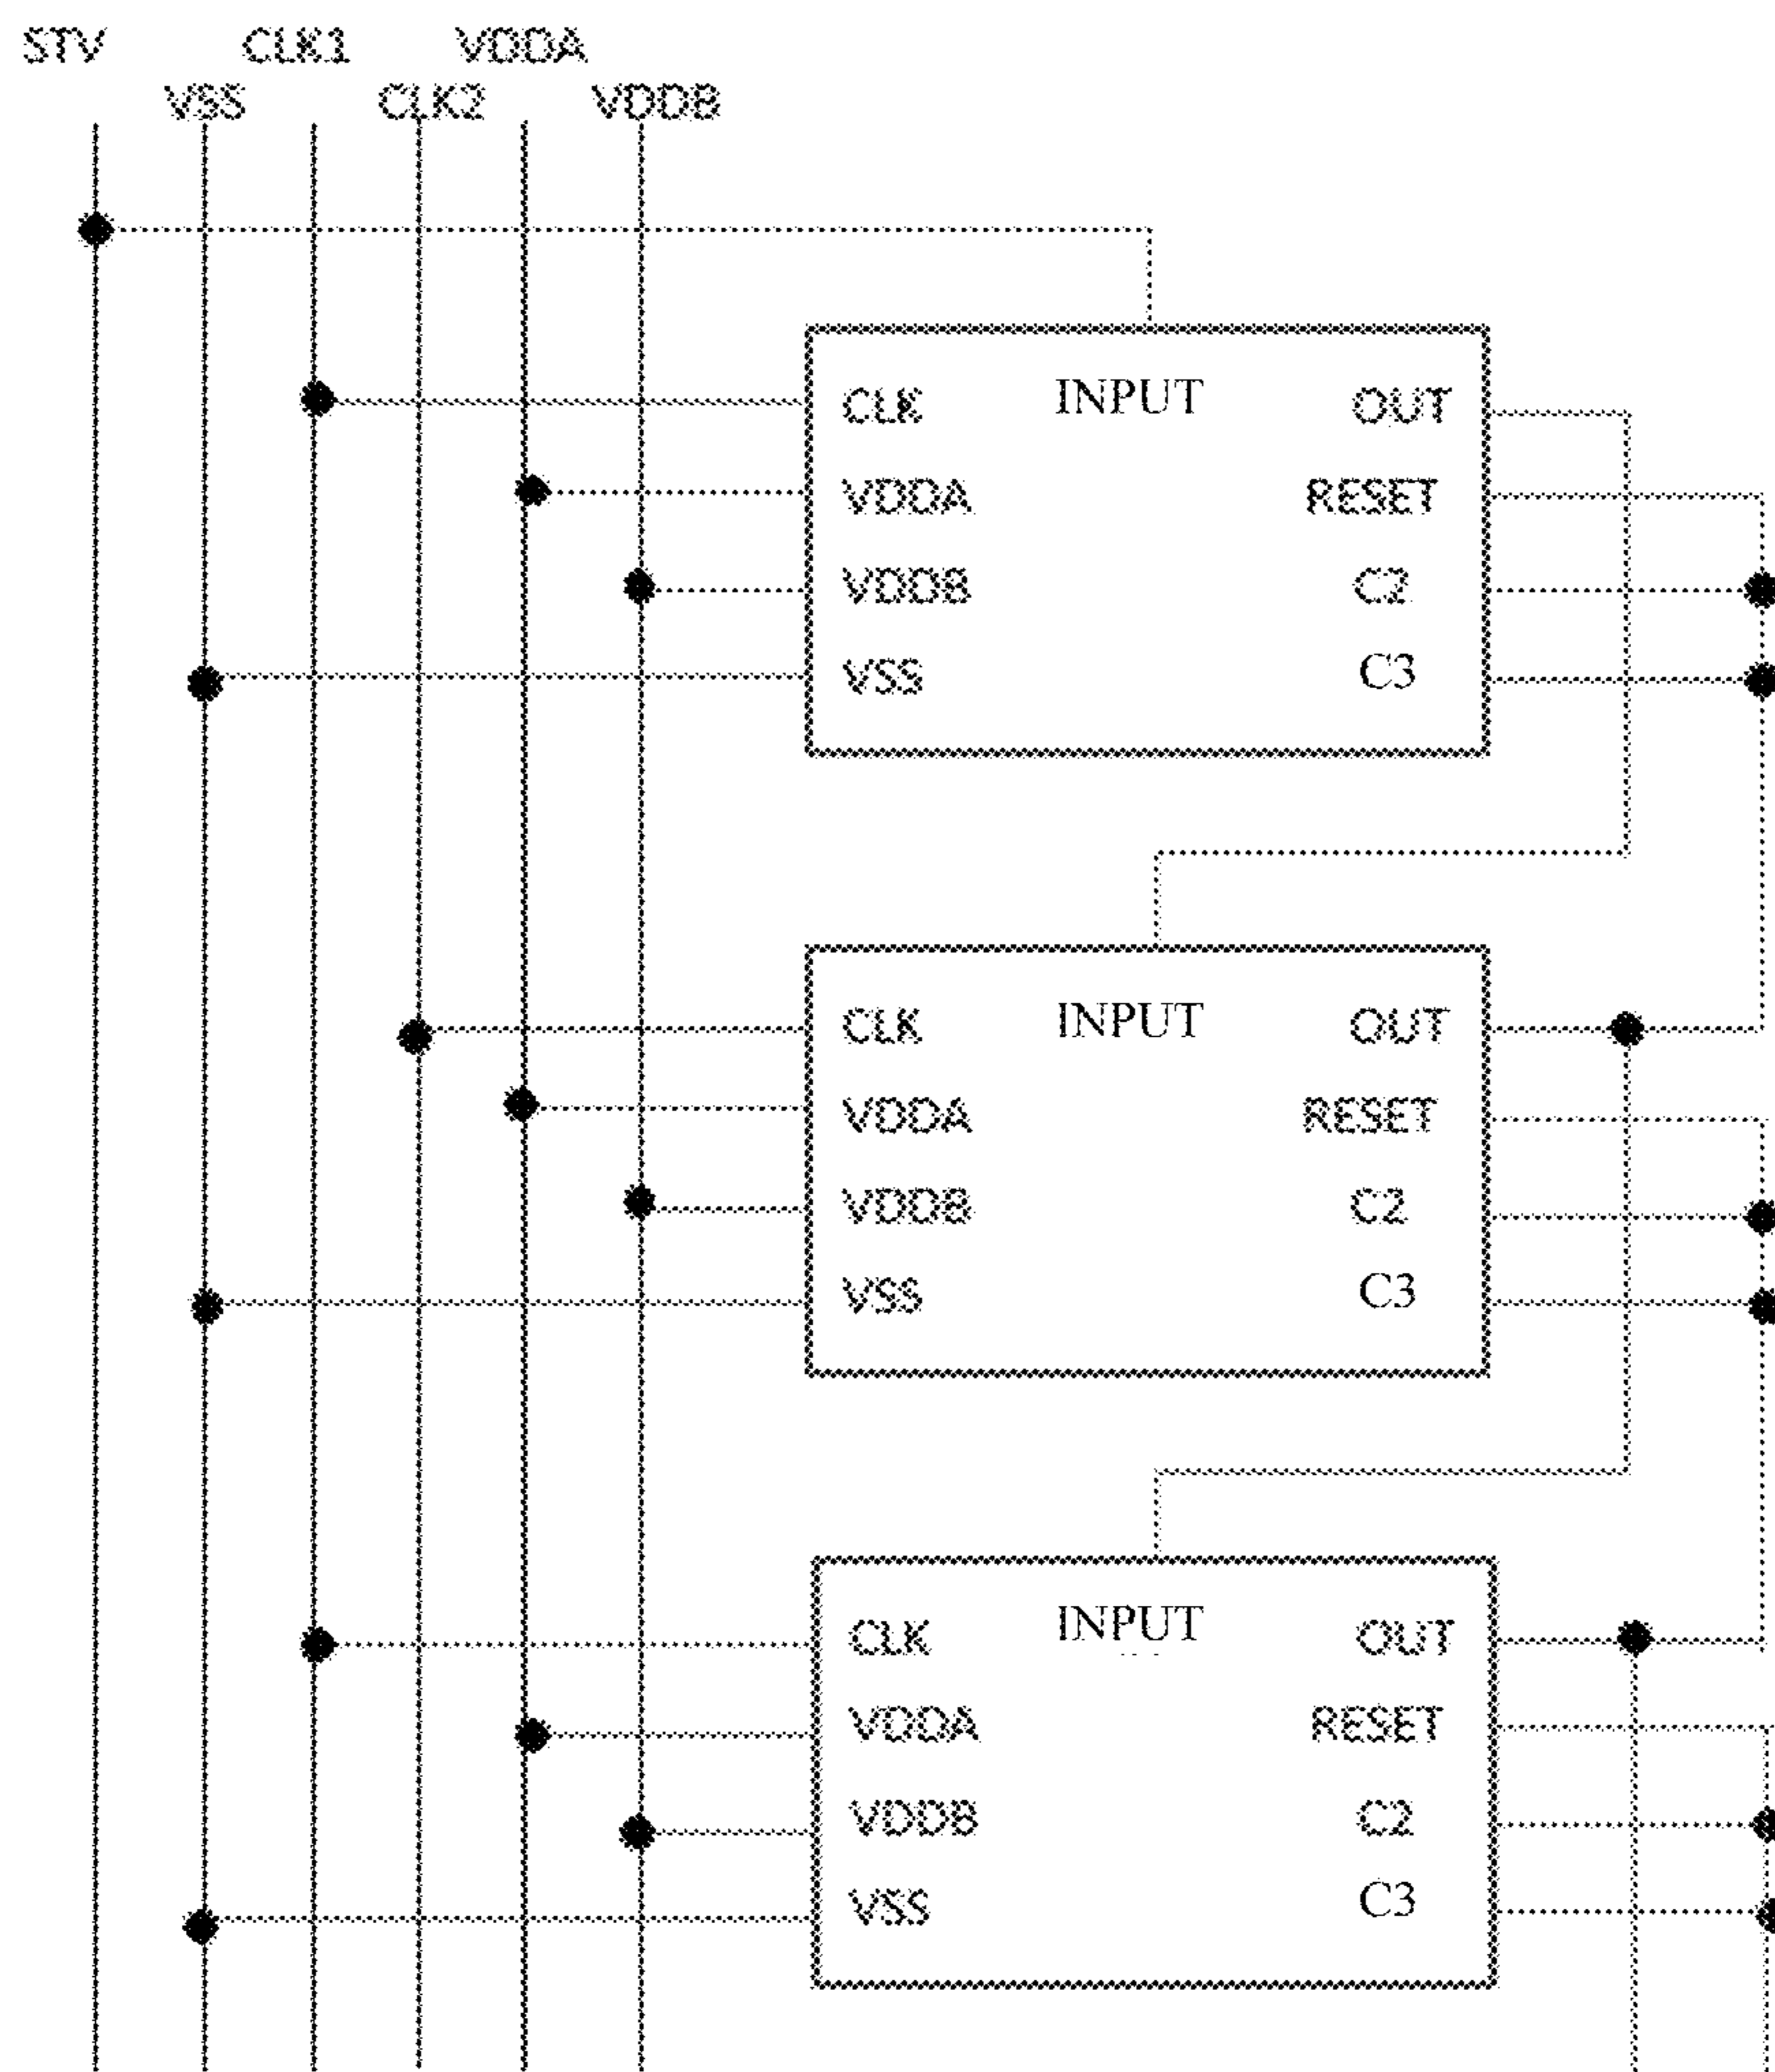 STV CLK1 VDDA
VSS CLK2 VDDB
CLK INPUT OUT
VDDA RESET
VDDB C2
VSS C3
CLK INPUT OUT
VDDA RESET
VDDB C2
VSS C3
CLK INPUT OUT
VDDA RESET
VDDB C2
VSS C3